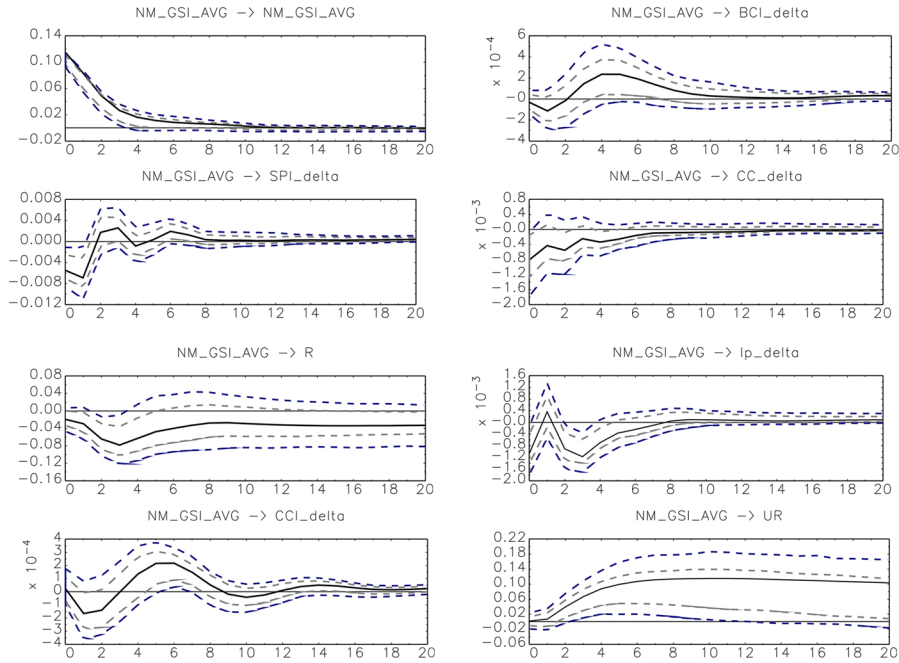 NM_GSI_AVG -> NM_GSI_AVG
0.14
0.10
0.06
0.02
-0.02
0 2 4 6 8 10 12 14 16 18 20
NM_GSI_AVG -> BCI_delta
x 10⁻⁴
6
4
2
-0
-2
-4
0 2 4 6 8 10 12 14 16 18 20
NM_GSI_AVG -> SPI_delta
0.008
0.004
0.000
-0.004
-0.008
-0.012
0 2 4 6 8 10 12 14 16 18 20
NM_GSI_AVG -> CC_delta
x 10⁻³
0.8
0.4
-0.0
-0.4
-0.8
-1.2
-1.6
-2.0
0 2 4 6 8 10 12 14 16 18 20
NM_GSI_AVG -> R
0.08
0.04
0.00
-0.04
-0.08
-0.12
-0.16
0 2 4 6 8 10 12 14 16 18 20
NM_GSI_AVG -> Ip_delta
x 10⁻³
1.6
1.2
0.8
0.4
-0.0
-0.4
-0.8
-1.2
-1.6
-2.0
0 2 4 6 8 10 12 14 16 18 20
NM_GSI_AVG -> CCI_delta
x 10⁻⁴
4
3
2
1
0
-1
-2
-3
-4
0 2 4 6 8 10 12 14 16 18 20
NM_GSI_AVG -> UR
0.22
0.18
0.14
0.10
0.06
0.02
-0.02
-0.06
0 2 4 6 8 10 12 14 16 18 20